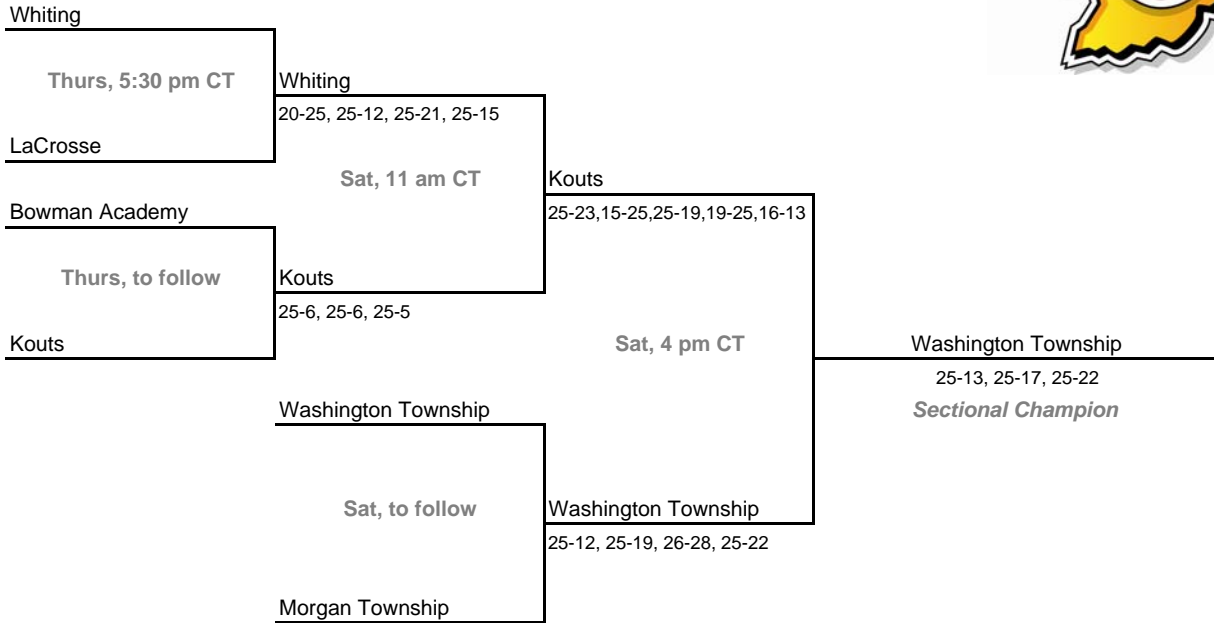 Whiting
Thurs, 5:30 pm CT
Whiting
20-25, 25-12, 25-21, 25-15
LaCrosse
Sat, 11 am CT
Kouts
Bowman Academy
25-23,15-25,25-19,19-25,16-13
Thurs, to follow
Kouts
25-6, 25-6, 25-5
Kouts
Sat, 4 pm CT
Washington Township
25-13, 25-17, 25-22
Washington Township
Sectional Champion
Sat, to follow
Washington Township
25-12, 25-19, 26-28, 25-22
Morgan Township